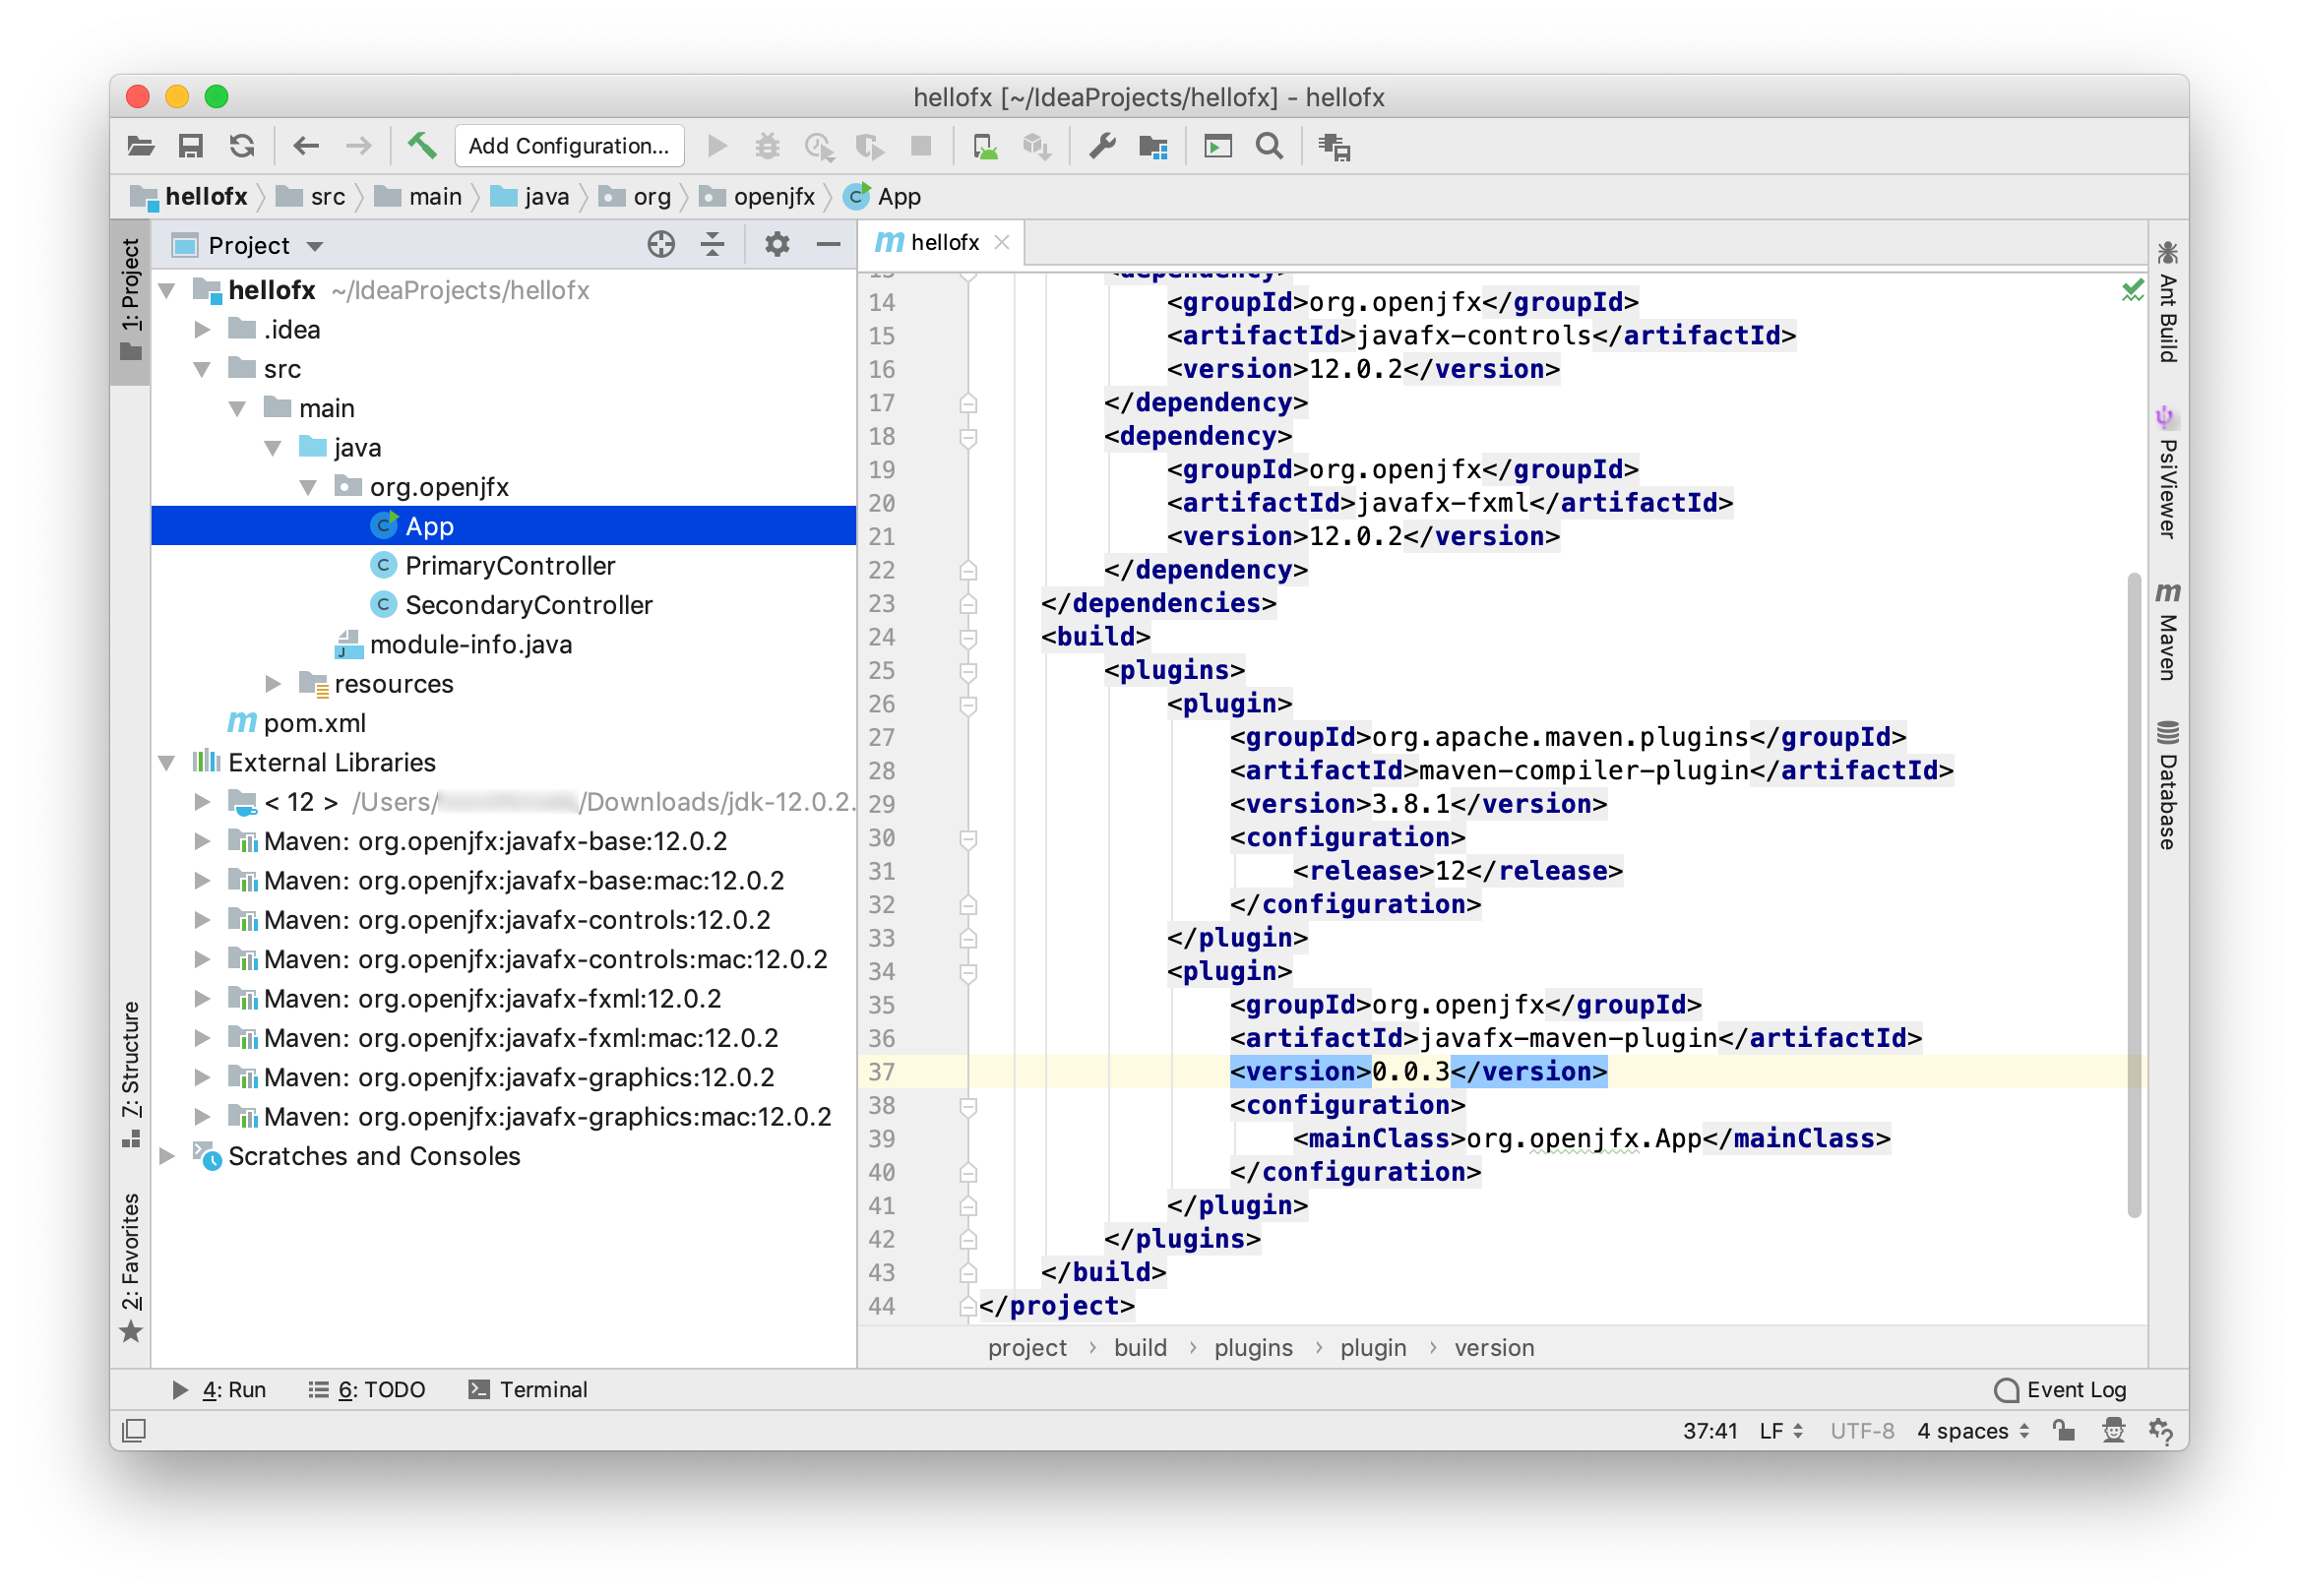 hellofx [~/IdeaProjects/hellofx] - hellofx
Add Configuration...
hellofx src main java org openjfx App
1: Project
7: Structure
2: Favorites
Project
hellofx ~/IdeaProjects/hellofx
.idea
src
main
java
org.openjfx
App
PrimaryController
SecondaryController
module-info.java
resources
pom.xml
External Libraries
< 12 > /Users/ /Downloads/jdk-12.0.2.
Maven: org.openjfx:javafx-base:12.0.2
Maven: org.openjfx:javafx-base:mac:12.0.2
Maven: org.openjfx:javafx-controls:12.0.2
Maven: org.openjfx:javafx-controls:mac:12.0.2
Maven: org.openjfx:javafx-fxml:12.0.2
Maven: org.openjfx:javafx-fxml:mac:12.0.2
Maven: org.openjfx:javafx-graphics:12.0.2
Maven: org.openjfx:javafx-graphics:mac:12.0.2
Scratches and Consoles
hellofx
13 <dependency>
14 <groupId>org.openjfx</groupId>
15 <artifactId>javafx-controls</artifactId>
16 <version>12.0.2</version>
17 </dependency>
18 <dependency>
19 <groupId>org.openjfx</groupId>
20 <artifactId>javafx-fxml</artifactId>
21 <version>12.0.2</version>
22 </dependency>
23 </dependencies>
24 <build>
25 <plugins>
26 <plugin>
27 <groupId>org.apache.maven.plugins</groupId>
28 <artifactId>maven-compiler-plugin</artifactId>
29 <version>3.8.1</version>
30 <configuration>
31 <release>12</release>
32 </configuration>
33 </plugin>
34 <plugin>
35 <groupId>org.openjfx</groupId>
36 <artifactId>javafx-maven-plugin</artifactId>
37 <version>0.0.3</version>
38 <configuration>
39 <mainClass>org.openjfx.App</mainClass>
40 </configuration>
41 </plugin>
42 </plugins>
43 </build>
44 </project>
project › build › plugins › plugin › version
Ant Build
PsiViewer
Maven
Database
4: Run 6: TODO Terminal Event Log
37:41 LF UTF-8 4 spaces